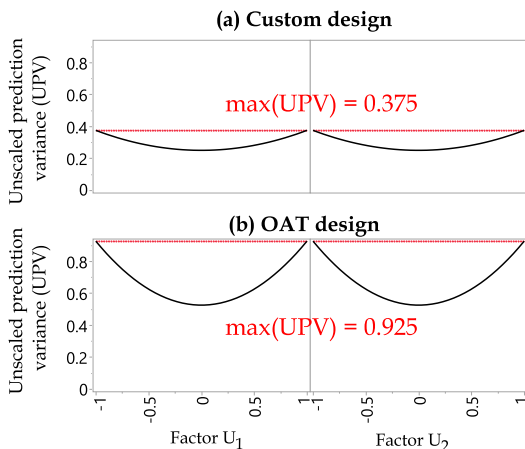 (a) Custom design
Unscaled prediction
variance (UPV)
0.8
0.6
0.4
0.2
0
max(UPV) = 0.375
(b) OAT design
Unscaled prediction
variance (UPV)
0.8
0.6
0.4
0.2
0
max(UPV) = 0.925
-1 -0.5 0 0.5 1 -1 -0.5 0 0.5 1
Factor U1 Factor U2